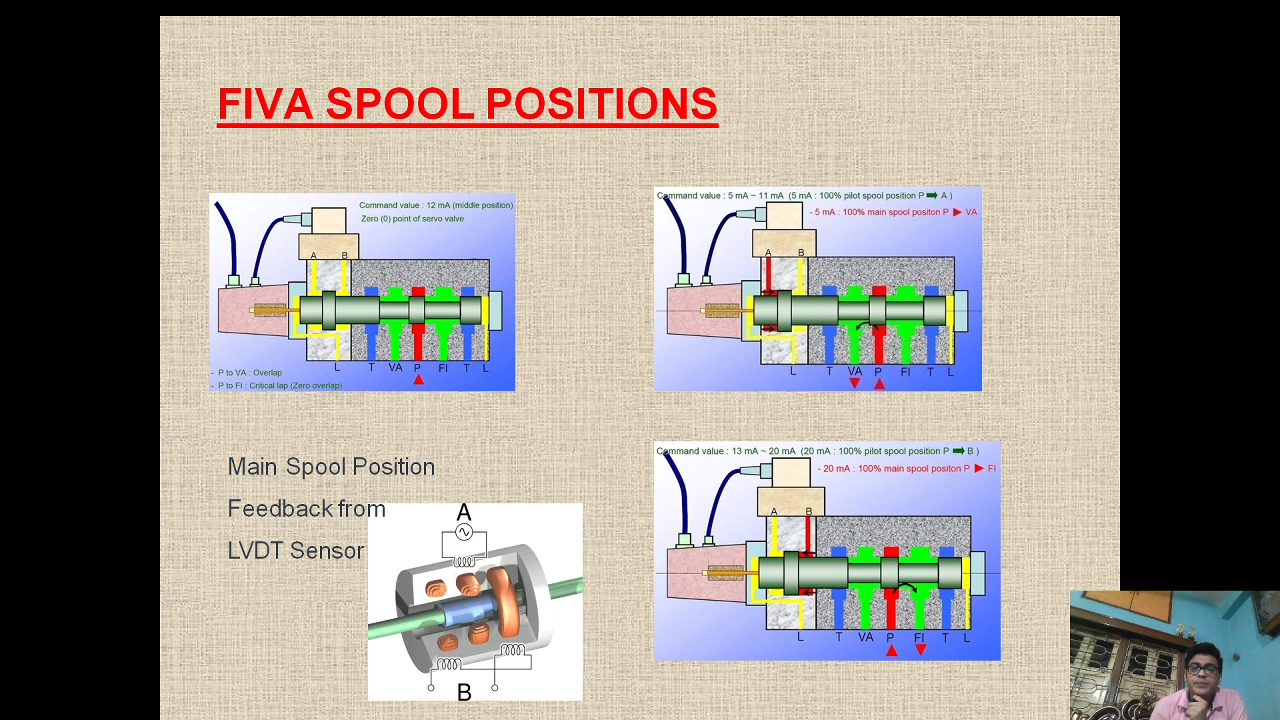 FIVA SPOOL POSITIONS
Command value : 12 mA (middle position)
Zero (0) point of servo valve
A B
L T VA P FI T L
- P to VA : Overlap
- P to FI : Critical lap (Zero overlap)
Command value : 5 mA ~ 11 mA (5 mA : 100% pilot spool position P ➡ A )
- 5 mA : 100% main spool positon P ▶ VA
A B
L T VA P FI T L
Main Spool Position
Feedback from
LVDT Sensor
A
B
Command value : 13 mA ~ 20 mA (20 mA : 100% pilot spool position P ➡ B )
- 20 mA : 100% main spool positon P ▶ FI
A B
L T VA P FI T L